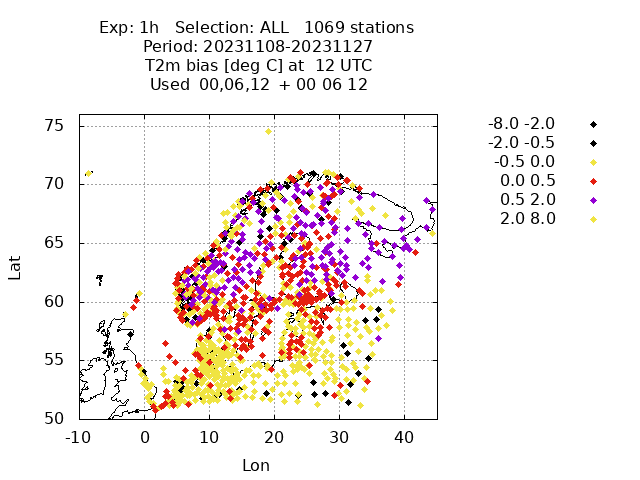 Exp: 1h   Selection: ALL   1069 stations
Period: 20231108-20231127
T2m bias [deg C] at  12 UTC
Used  00,06,12  + 00 06 12
-8.0 -2.0
-2.0 -0.5
-0.5 0.0
0.0 0.5
0.5 2.0
2.0 8.0
75
70
65
60
55
50
Lat
-10 0 10 20 30 40
Lon